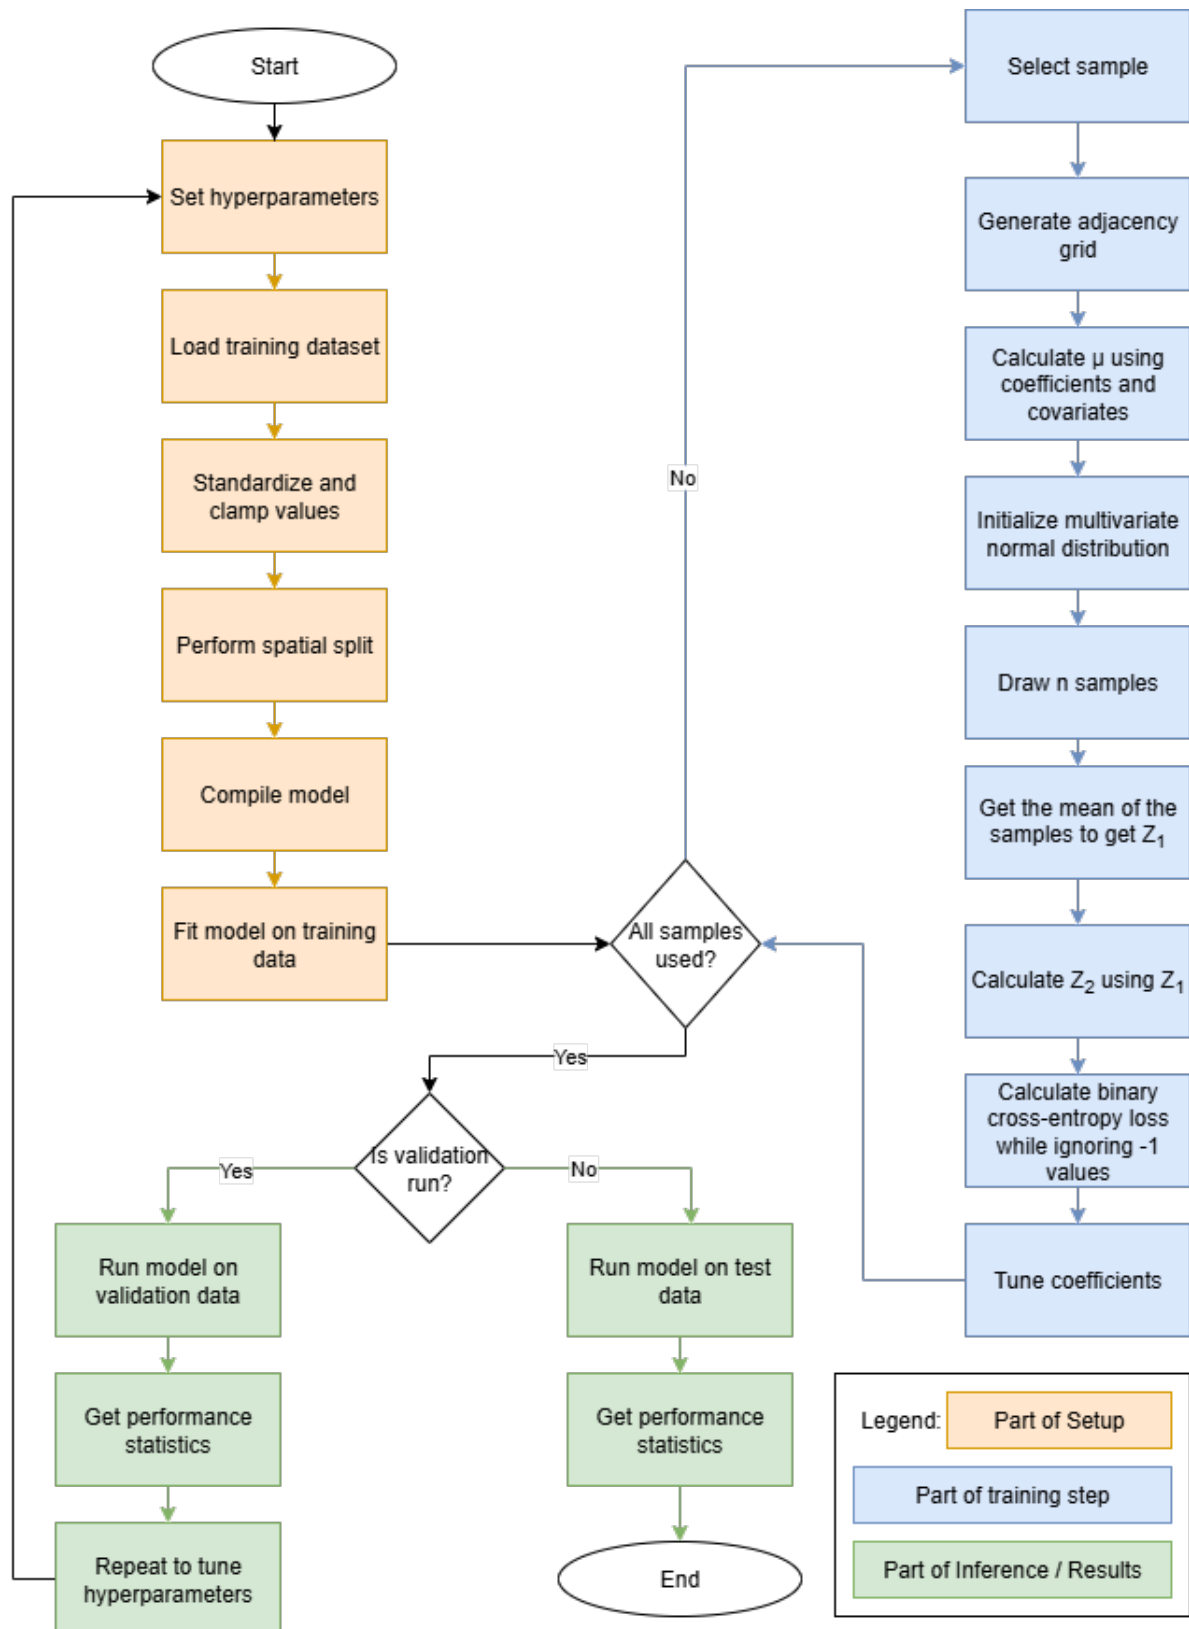 Start
Set hyperparameters
Load training dataset
Standardize and
clamp values
Perform spatial split
Compile model
Fit model on training
data
All samples
used?
No
Yes
Select sample
Generate adjacency
grid
Calculate μ using
coefficients and
covariates
Initialize multivariate
normal distribution
Draw n samples
Get the mean of the
samples to get Z₁
Calculate Z₂ using Z₁
Calculate binary
cross-entropy loss
while ignoring -1
values
Tune coefficients
Is validation
run?
Yes
No
Run model on
validation data
Get performance
statistics
Repeat to tune
hyperparameters
Run model on test
data
Get performance
statistics
End
Legend:
Part of Setup
Part of training step
Part of Inference / Results